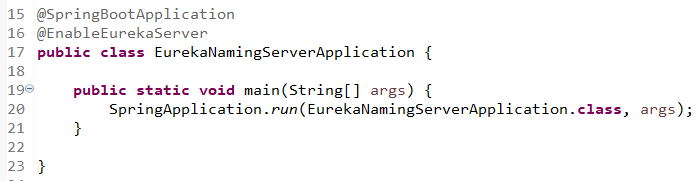 15 @SpringBootApplication
16 @EnableEurekaServer
17 public class EurekaNamingServerApplication {
18
19 public static void main(String[] args) {
20 SpringApplication.run(EurekaNamingServerApplication.class, args);
21 }
22
23 }